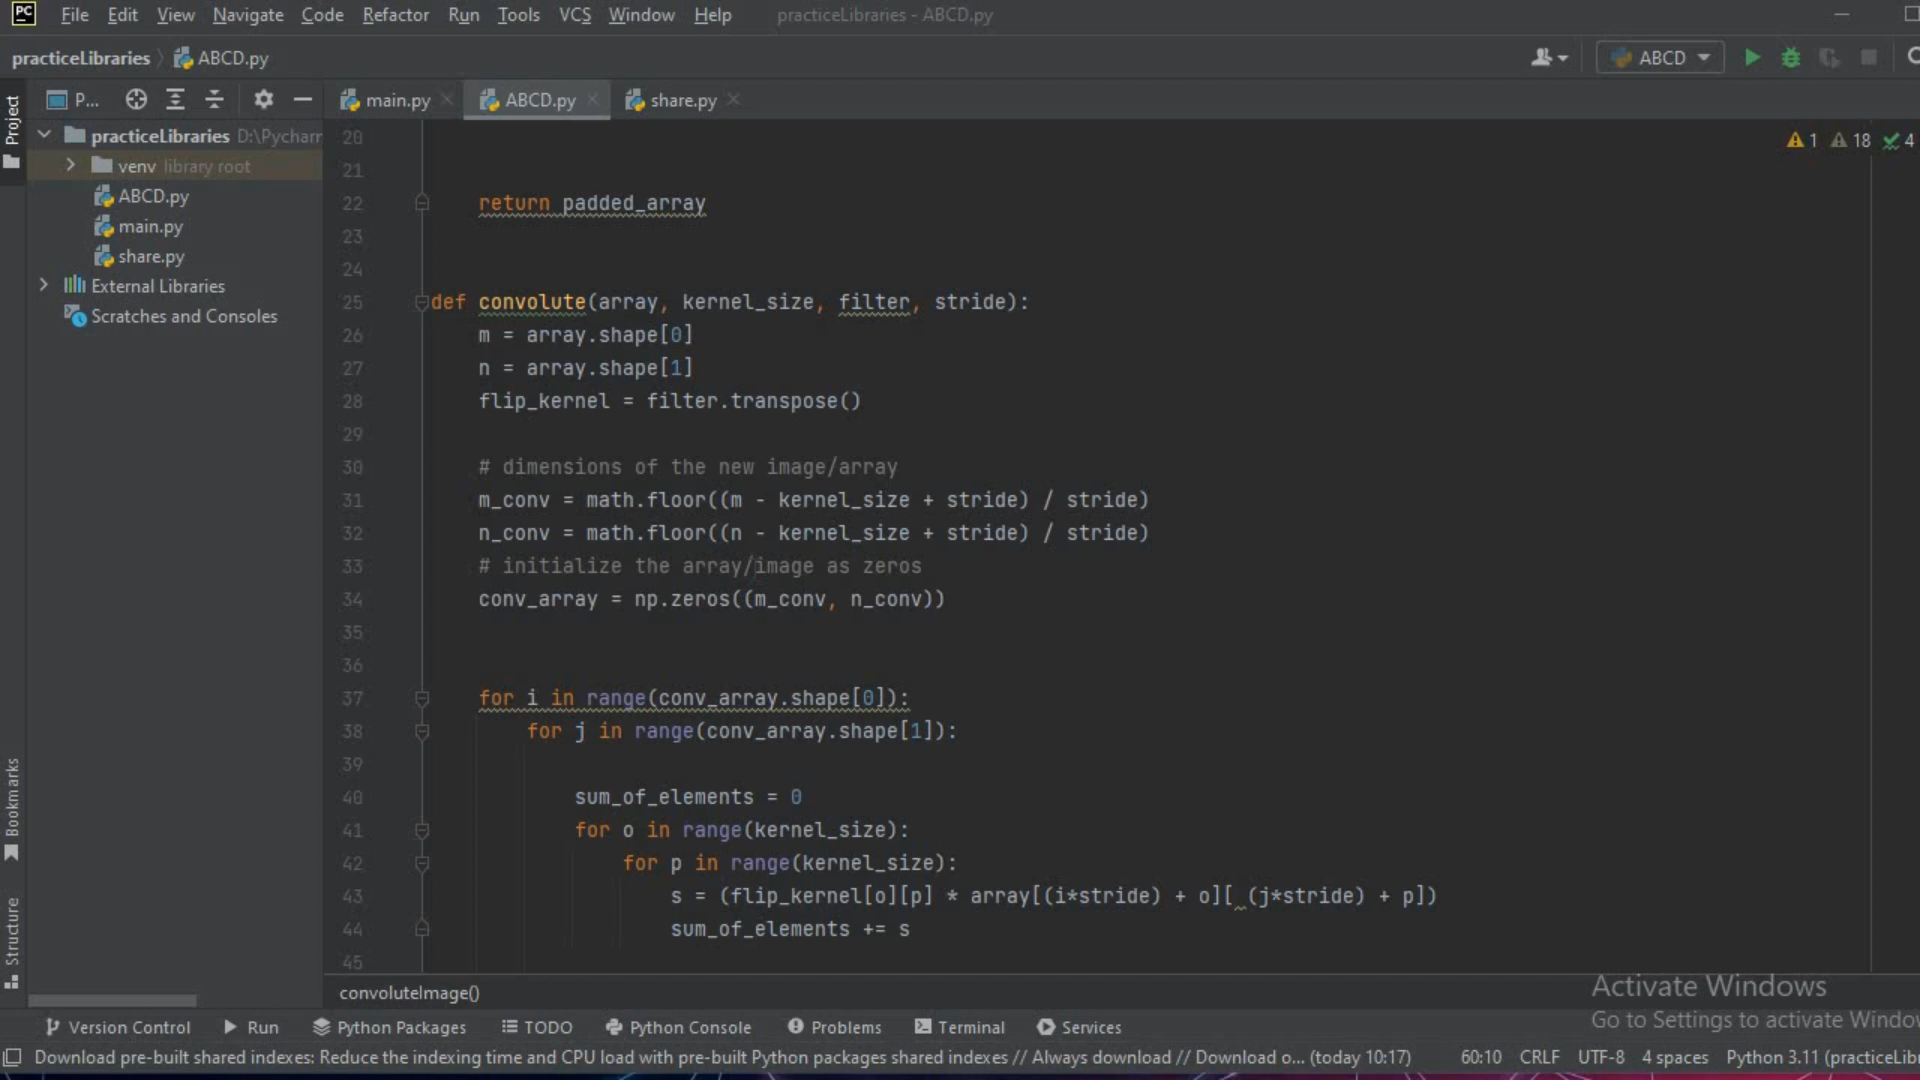 PC File Edit View Navigate Code Refactor Run Tools VCS Window Help practiceLibraries - ABCD.py
practiceLibraries ABCD.py ABCD
Project P... main.py ABCD.py share.py
practiceLibraries D:\Pycharm
venv library root
ABCD.py
main.py
share.py
External Libraries
Scratches and Consoles
1 18 4
20
21
22 return padded_array
23
24
25 def convolute(array, kernel_size, filter, stride):
26 m = array.shape[0]
27 n = array.shape[1]
28 flip_kernel = filter.transpose()
29
30 # dimensions of the new image/array
31 m_conv = math.floor((m - kernel_size + stride) / stride)
32 n_conv = math.floor((n - kernel_size + stride) / stride)
33 # initialize the array/image as zeros
34 conv_array = np.zeros((m_conv, n_conv))
35
36
37 for i in range(conv_array.shape[0]):
38 for j in range(conv_array.shape[1]):
39
40 sum_of_elements = 0
41 for o in range(kernel_size):
42 for p in range(kernel_size):
43 s = (flip_kernel[o][p] * array[(i*stride) + o][ (j*stride) + p])
44 sum_of_elements += s
45
Bookmarks
Structure
convoluteImage()
Activate Windows
Go to Settings to activate Windo
Version Control Run Python Packages TODO Python Console Problems Terminal Services
Download pre-built shared indexes: Reduce the indexing time and CPU load with pre-built Python packages shared indexes // Always download // Download o... (today 10:17) 60:10 CRLF UTF-8 4 spaces Python 3.11 (practiceLibr